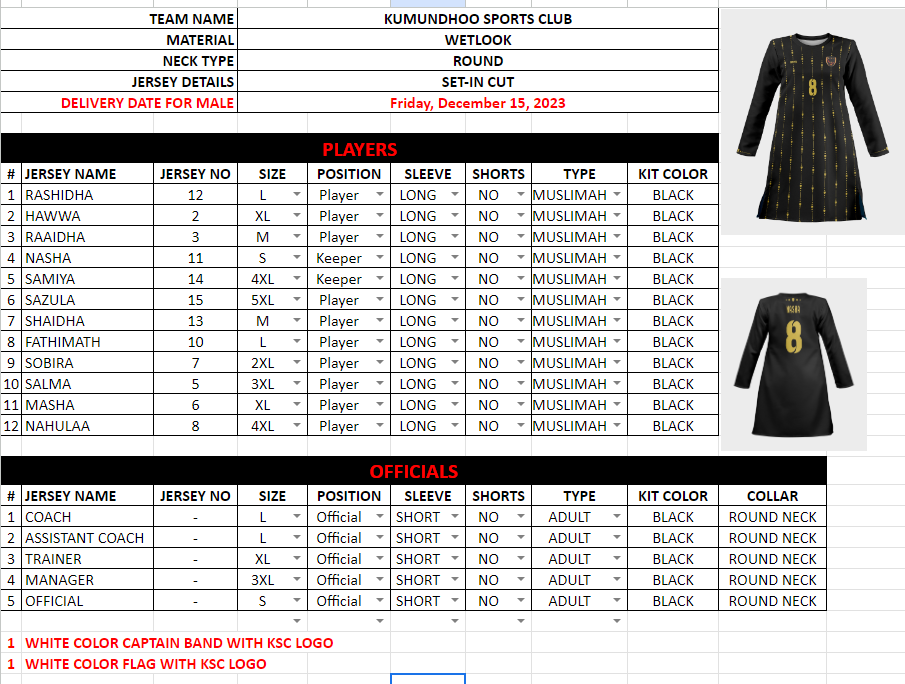 TEAM NAME KUMUNDHOO SPORTS CLUB
MATERIAL WETLOOK
NECK TYPE ROUND
JERSEY DETAILS SET-IN CUT
DELIVERY DATE FOR MALE Friday, December 15, 2023
PLAYERS
# JERSEY NAME JERSEY NO SIZE POSITION SLEEVE SHORTS TYPE KIT COLOR
1 RASHIDHA 12 L Player LONG NO MUSLIMAH BLACK
2 HAWWA 2 XL Player LONG NO MUSLIMAH BLACK
3 RAAIDHA 3 M Player LONG NO MUSLIMAH BLACK
4 NASHA 11 S Keeper LONG NO MUSLIMAH BLACK
5 SAMIYA 14 4XL Keeper LONG NO MUSLIMAH BLACK
6 SAZULA 15 5XL Player LONG NO MUSLIMAH BLACK
7 SHAIDHA 13 M Player LONG NO MUSLIMAH BLACK
8 FATHIMATH 10 L Player LONG NO MUSLIMAH BLACK
9 SOBIRA 7 2XL Player LONG NO MUSLIMAH BLACK
10 SALMA 5 3XL Player LONG NO MUSLIMAH BLACK
11 MASHA 6 XL Player LONG NO MUSLIMAH BLACK
12 NAHULAA 8 4XL Player LONG NO MUSLIMAH BLACK
8
8
OFFICIALS
# JERSEY NAME JERSEY NO SIZE POSITION SLEEVE SHORTS TYPE KIT COLOR COLLAR
1 COACH - L Official SHORT NO ADULT BLACK ROUND NECK
2 ASSISTANT COACH - L Official SHORT NO ADULT BLACK ROUND NECK
3 TRAINER - XL Official SHORT NO ADULT BLACK ROUND NECK
4 MANAGER - 3XL Official SHORT NO ADULT BLACK ROUND NECK
5 OFFICIAL - S Official SHORT NO ADULT BLACK ROUND NECK
1 WHITE COLOR CAPTAIN BAND WITH KSC LOGO
1 WHITE COLOR FLAG WITH KSC LOGO